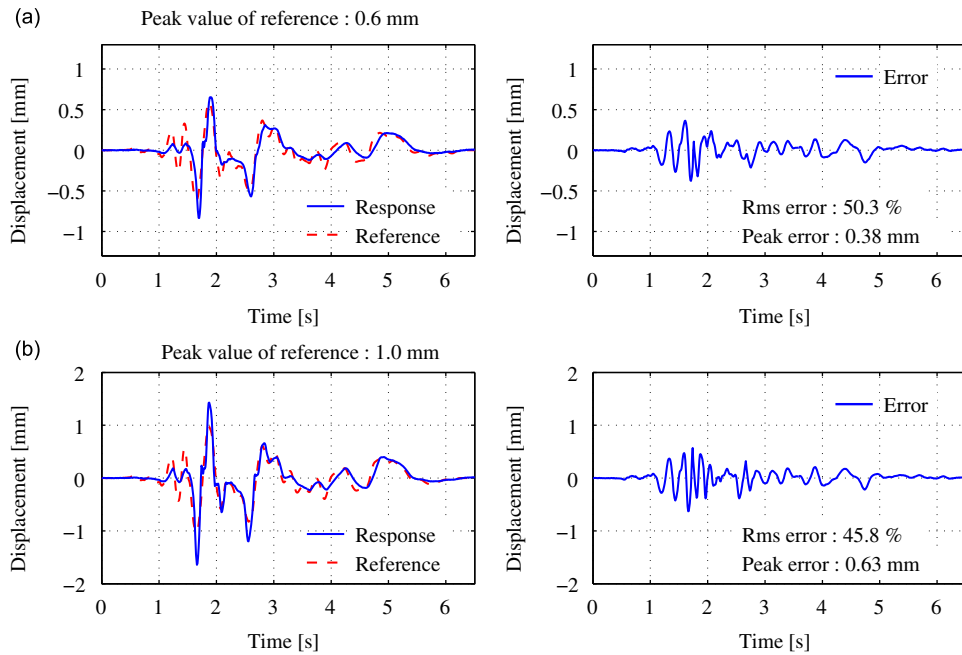 (a)
Peak value of reference : 0.6 mm
Displacement [mm]
1
0.5
0
−0.5
−1
Response
Reference
0 1 2 3 4 5 6
Time [s]
Displacement [mm]
1
0.5
0
−0.5
−1
Error
Rms error : 50.3 %
Peak error : 0.38 mm
0 1 2 3 4 5 6
Time [s]
(b)
Peak value of reference : 1.0 mm
Displacement [mm]
2
1
0
−1
−2
Response
Reference
0 1 2 3 4 5 6
Time [s]
Displacement [mm]
2
1
0
−1
−2
Error
Rms error : 45.8 %
Peak error : 0.63 mm
0 1 2 3 4 5 6
Time [s]